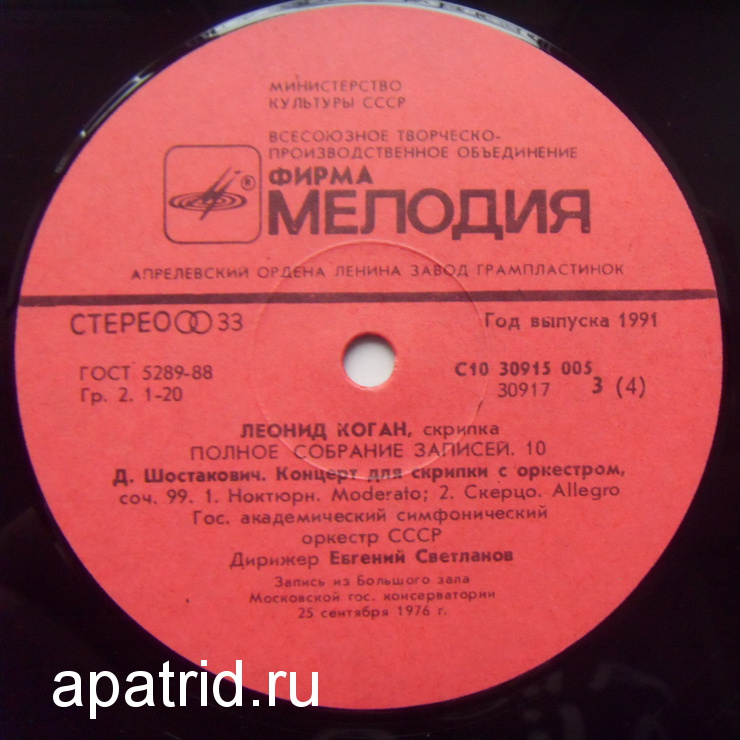 МИНИСТЕРСТВО
КУЛЬТУРЫ СССР
ВСЕСОЮЗНОЕ ТВОРЧЕСКО-
ПРОИЗВОДСТВЕННОЕ ОБЪЕДИНЕНИЕ
ФИРМА
® МЕЛОДИЯ
АПРЕЛЕВСКИЙ ОРДЕНА ЛЕНИНА ЗАВОД ГРАМПЛАСТИНОК
СТЕРЕО 33 Год выпуска 1991
ГОСТ 5289-88 С10 30915 005
Гр. 2. 1-20 30917 3 (4)
ЛЕОНИД КОГАН, скрипка
ПОЛНОЕ СОБРАНИЕ ЗАПИСЕЙ. 10
Д. Шостакович. Концерт для скрипки с оркестром,
соч. 99. 1. Ноктюрн. Moderato; 2. Скерцо. Allegro
Гос. академический симфонический
оркестр СССР
Дирижер Евгений Светланов
Запись из Большого зала
Московской гос. консерватории
25 сентября 1976 г.
apatrid.ru